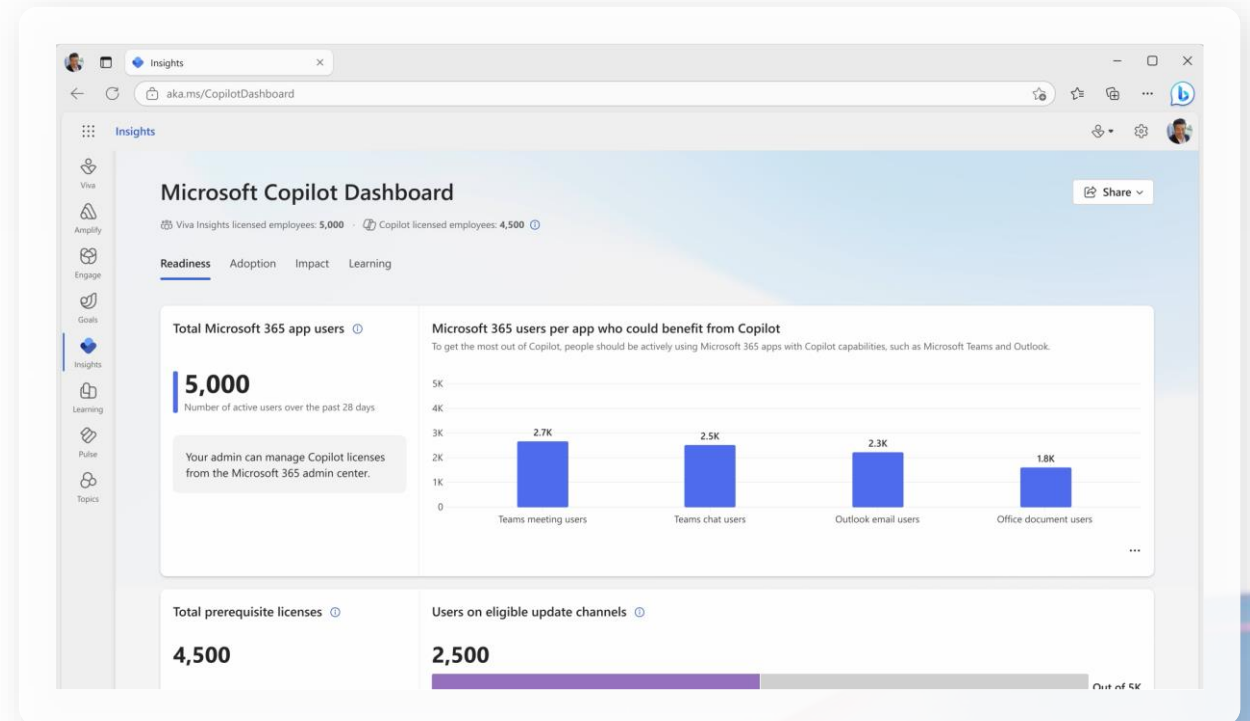 Insights
aka.ms/CopilotDashboard
Insights
Viva
Amplify
Engage
Goals
Insights
Learning
Pulse
Topics
Microsoft Copilot Dashboard
Share
Viva Insights licensed employees: 5,000 · Copilot licensed employees: 4,500
Readiness Adoption Impact Learning
Total Microsoft 365 app users
5,000
Number of active users over the past 28 days
Your admin can manage Copilot licenses
from the Microsoft 365 admin center.
Microsoft 365 users per app who could benefit from Copilot
To get the most out of Copilot, people should be actively using Microsoft 365 apps with Copilot capabilities, such as Microsoft Teams and Outlook.
5K
4K
3K
2K
1K
0
2.7K
2.5K
2.3K
1.8K
Teams meeting users
Teams chat users
Outlook email users
Office document users
Total prerequisite licenses
4,500
Users on eligible update channels
2,500
Out of 5K